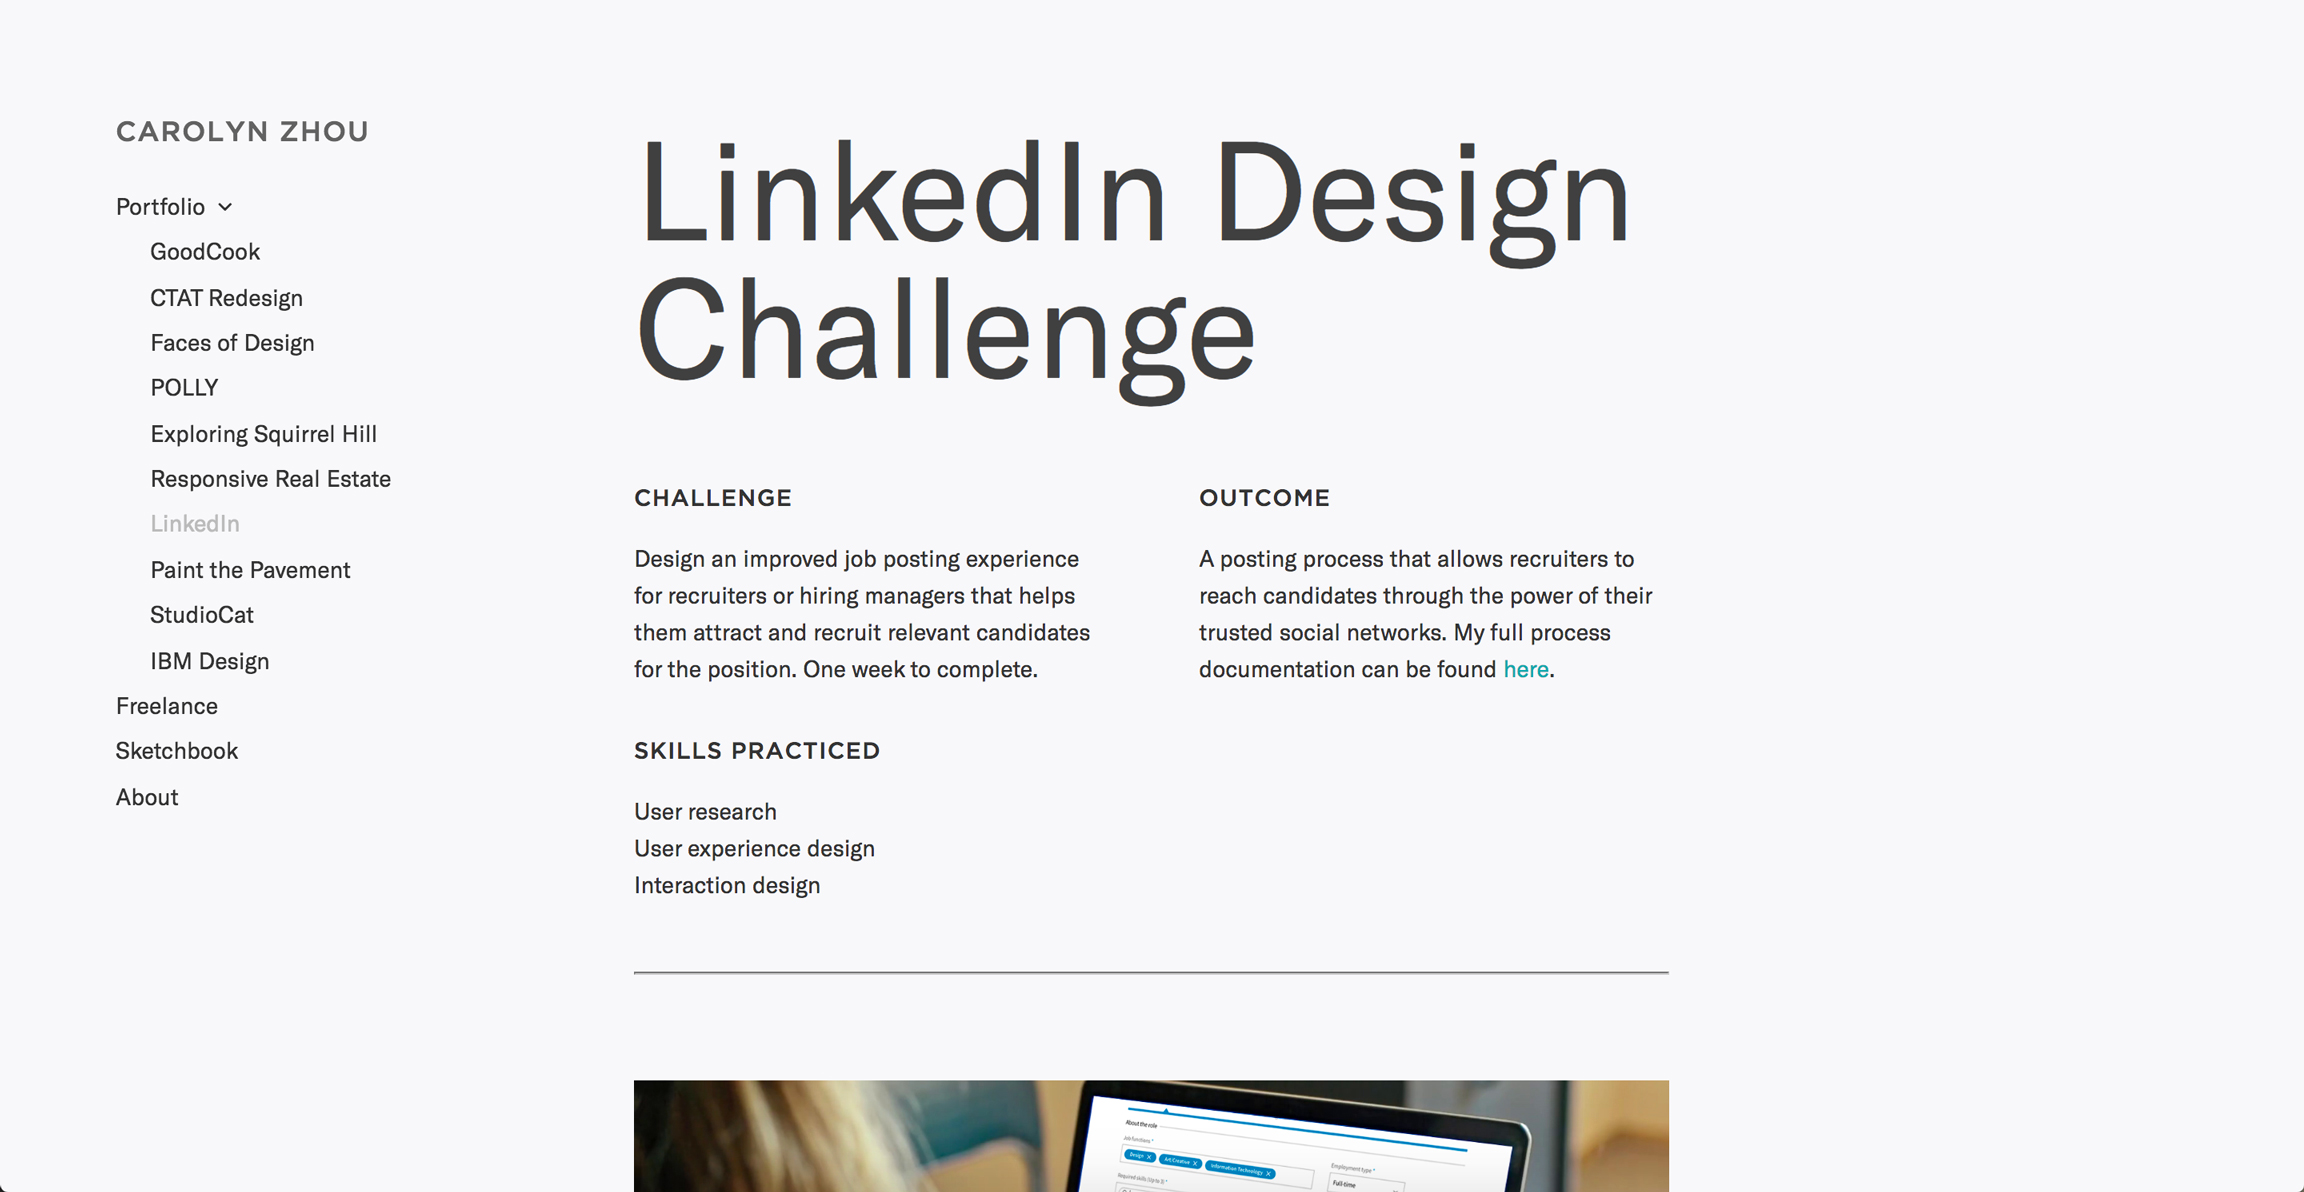 CAROLYN ZHOU
Portfolio
GoodCook
CTAT Redesign
Faces of Design
POLLY
Exploring Squirrel Hill
Responsive Real Estate
LinkedIn
Paint the Pavement
StudioCat
IBM Design
Freelance
Sketchbook
About
LinkedIn Design
Challenge
CHALLENGE
Design an improved job posting experience
for recruiters or hiring managers that helps
them attract and recruit relevant candidates
for the position. One week to complete.
OUTCOME
A posting process that allows recruiters to
reach candidates through the power of their
trusted social networks. My full process
documentation can be found here.
SKILLS PRACTICED
User research
User experience design
Interaction design
About the role
Job functions *
Design X Art/Creative X Information Technology X
Employment type *
Full-time
Required skills (Up to 3) *